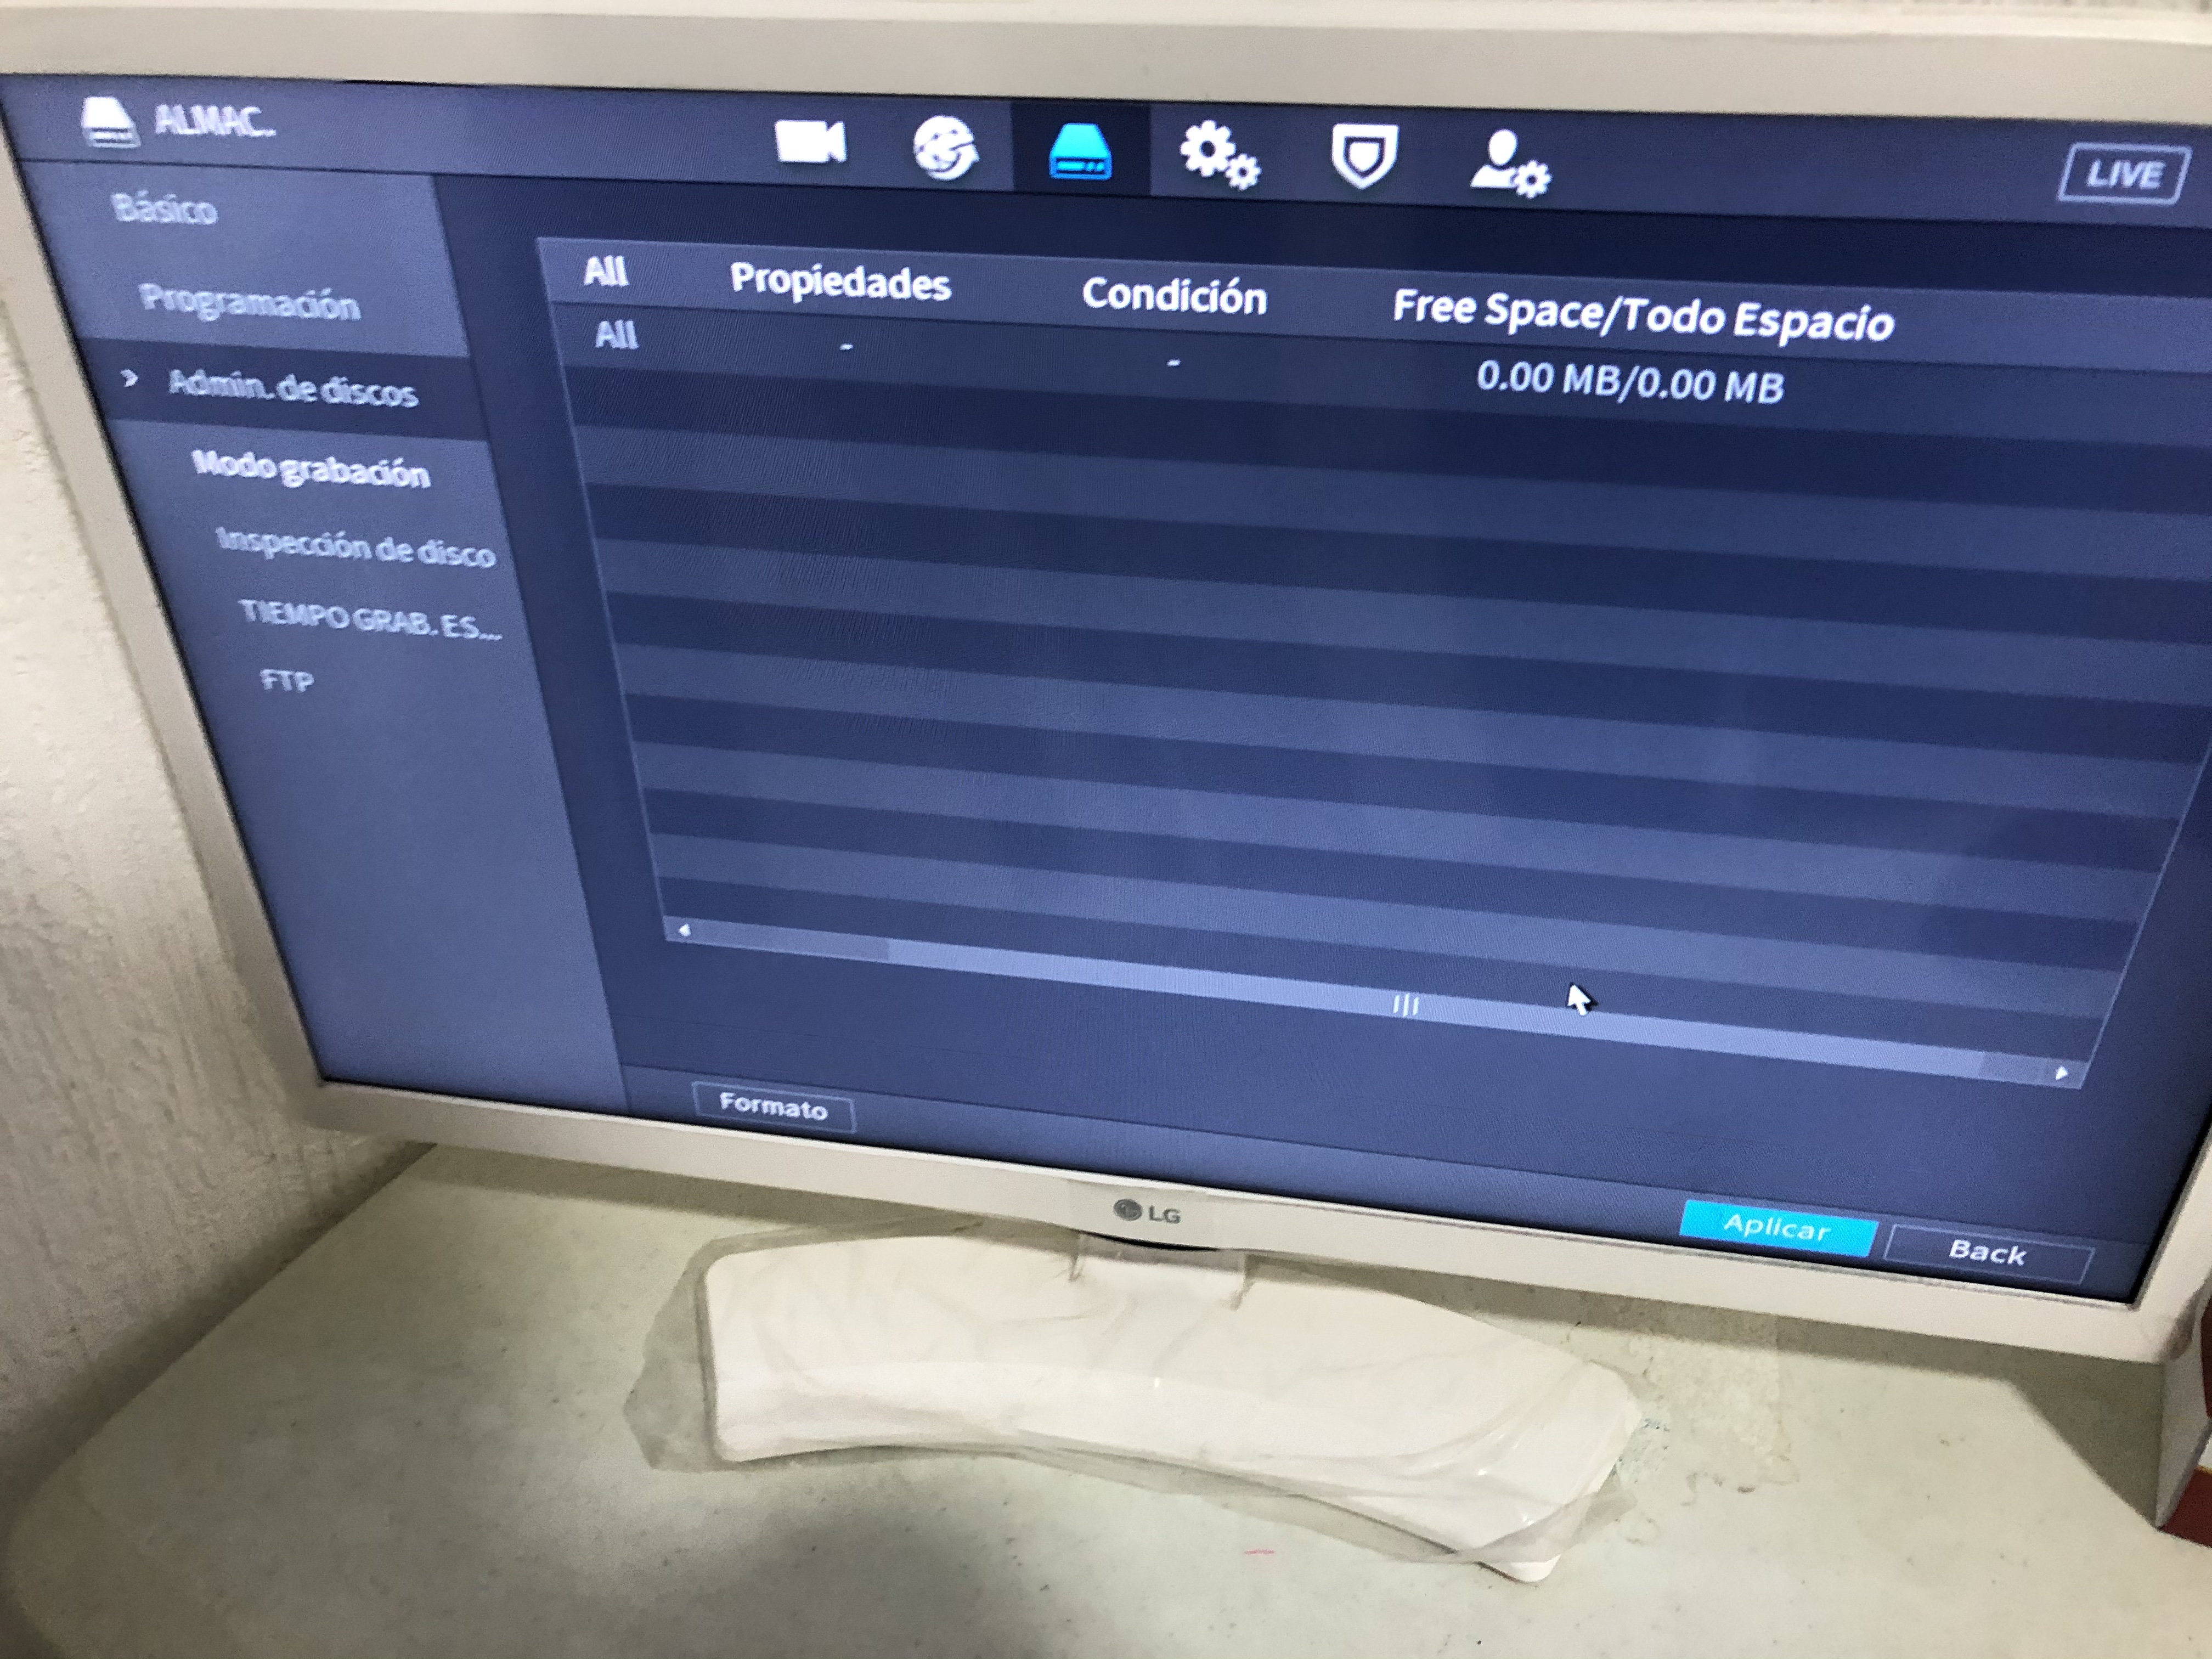 ALMAC.
LIVE
Básico
Programación
Admin. de discos
Modo grabación
Inspección de disco
TIEMPO GRAB. ES...
FTP
All Propiedades Condición Free Space/Todo Espacio
All - - 0.00 MB/0.00 MB
Formato
Aplicar Back
LG